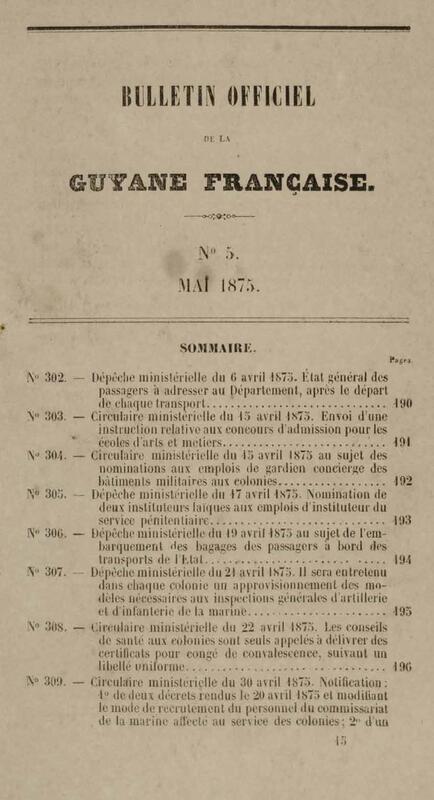 BULLETIN OFFICIEL
DE LA
GUYANE FRANÇAISE.
N° 5.
MAI 1875.
SOMMAIRE.
Pages.
N° 302. — Dépêche ministérielle du 6 avril 1875. État général des
passagers à adresser au Département, après le départ
de chaque transport........................................ 190
N° 303. — Circulaire ministérielle du 15 avril 1875. Envoi d'une
instruction relative aux concours d'admission pour les
écoles d'arts et metiers.................................... 191
N° 304. — Circulaire ministérielle du 15 avril 1875 au sujet des
nominations aux emplois de gardien concierge des
bâtiments militaires aux colonies........................ 192
N° 305. — Dépêche ministérielle du 17 avril 1875. Nomination de
deux instituteurs laïques aux emplois d'instituteur du
service pénitentiaire....................................... 193
N° 306. — Dépêche ministérielle du 19 avril 1875 au sujet de l'em-
barquement des bagages des passagers à bord des
transports de l'Etat........................................ 194
N° 307. — Dépêche ministérielle du 21 avril 1875. Il sera entretenu
dans chaque colonie un approvisionnement des mo-
dèles nécessaires aux inspections générales d'artillerie
et d'infanterie de la marine............................... 195
N° 308. — Circulaire ministérielle du 22 avril 1875. Les conseils
de santé aux colonies sont seuls appelés à délivrer des
certificats pour congé de convalescence, suivant un
libellé uniforme............................................. 196
N° 309. — Circulaire ministérielle du 30 avril 1875. Notification :
1° de deux décrets rendus le 20 avril 1875 et modifiant
le mode de recrutement du personnel du commissariat
de la marine affecté au service des colonies; 2° d'un
15